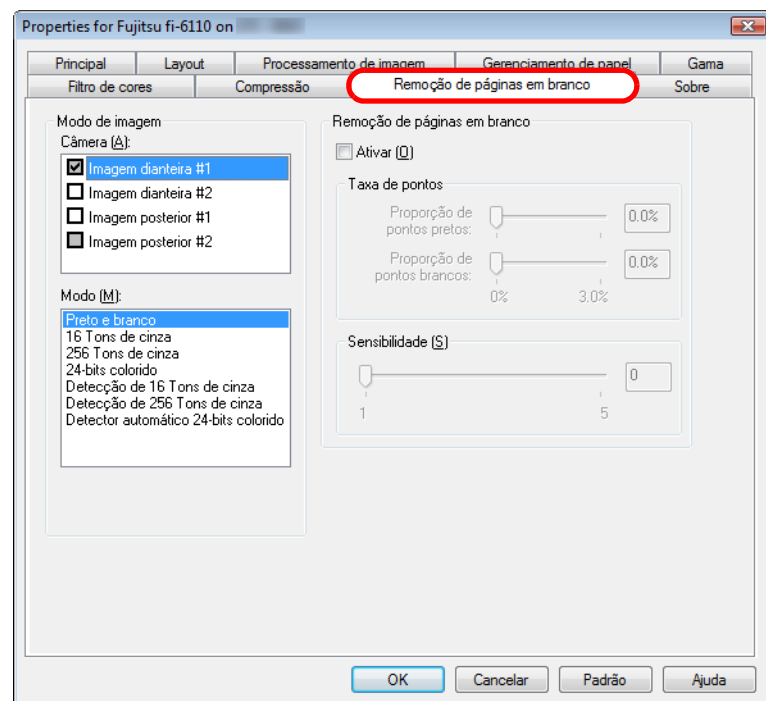 Properties for Fujitsu fi-6110 on
Principal Layout Processamento de imagem Gerenciamento de papel Gama
Filtro de cores Compressão Remoção de páginas em branco Sobre
Modo de imagem
Câmera (A):
Imagem dianteira #1
Imagem dianteira #2
Imagem posterior #1
Imagem posterior #2
Modo (M):
Preto e branco
16 Tons de cinza
256 Tons de cinza
24-bits colorido
Detecção de 16 Tons de cinza
Detecção de 256 Tons de cinza
Detector automático 24-bits colorido
Remoção de páginas em branco
Ativar (O)
Taxa de pontos
Proporção de
pontos pretos:
0.0%
Proporção de
pontos brancos:
0.0%
0% 3.0%
Sensibilidade (S)
0
1 5
OK Cancelar Padrão Ajuda